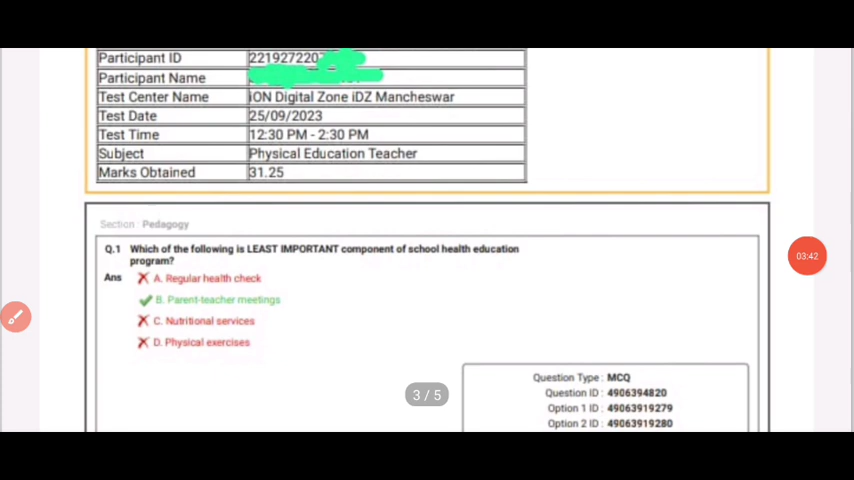 Participant ID 2219272207
Participant Name
Test Center Name iON Digital Zone iDZ Mancheswar
Test Date 25/09/2023
Test Time 12:30 PM - 2:30 PM
Subject Physical Education Teacher
Marks Obtained 31.25
Section : Pedagogy
Q.1 Which of the following is LEAST IMPORTANT component of school health education
program?
Ans A. Regular health check
B. Parent-teacher meetings
C. Nutritional services
D. Physical exercises
Question Type : MCQ
Question ID : 4906394820
Option 1 ID : 49063919279
Option 2 ID : 49063919280
3 / 5
03:42